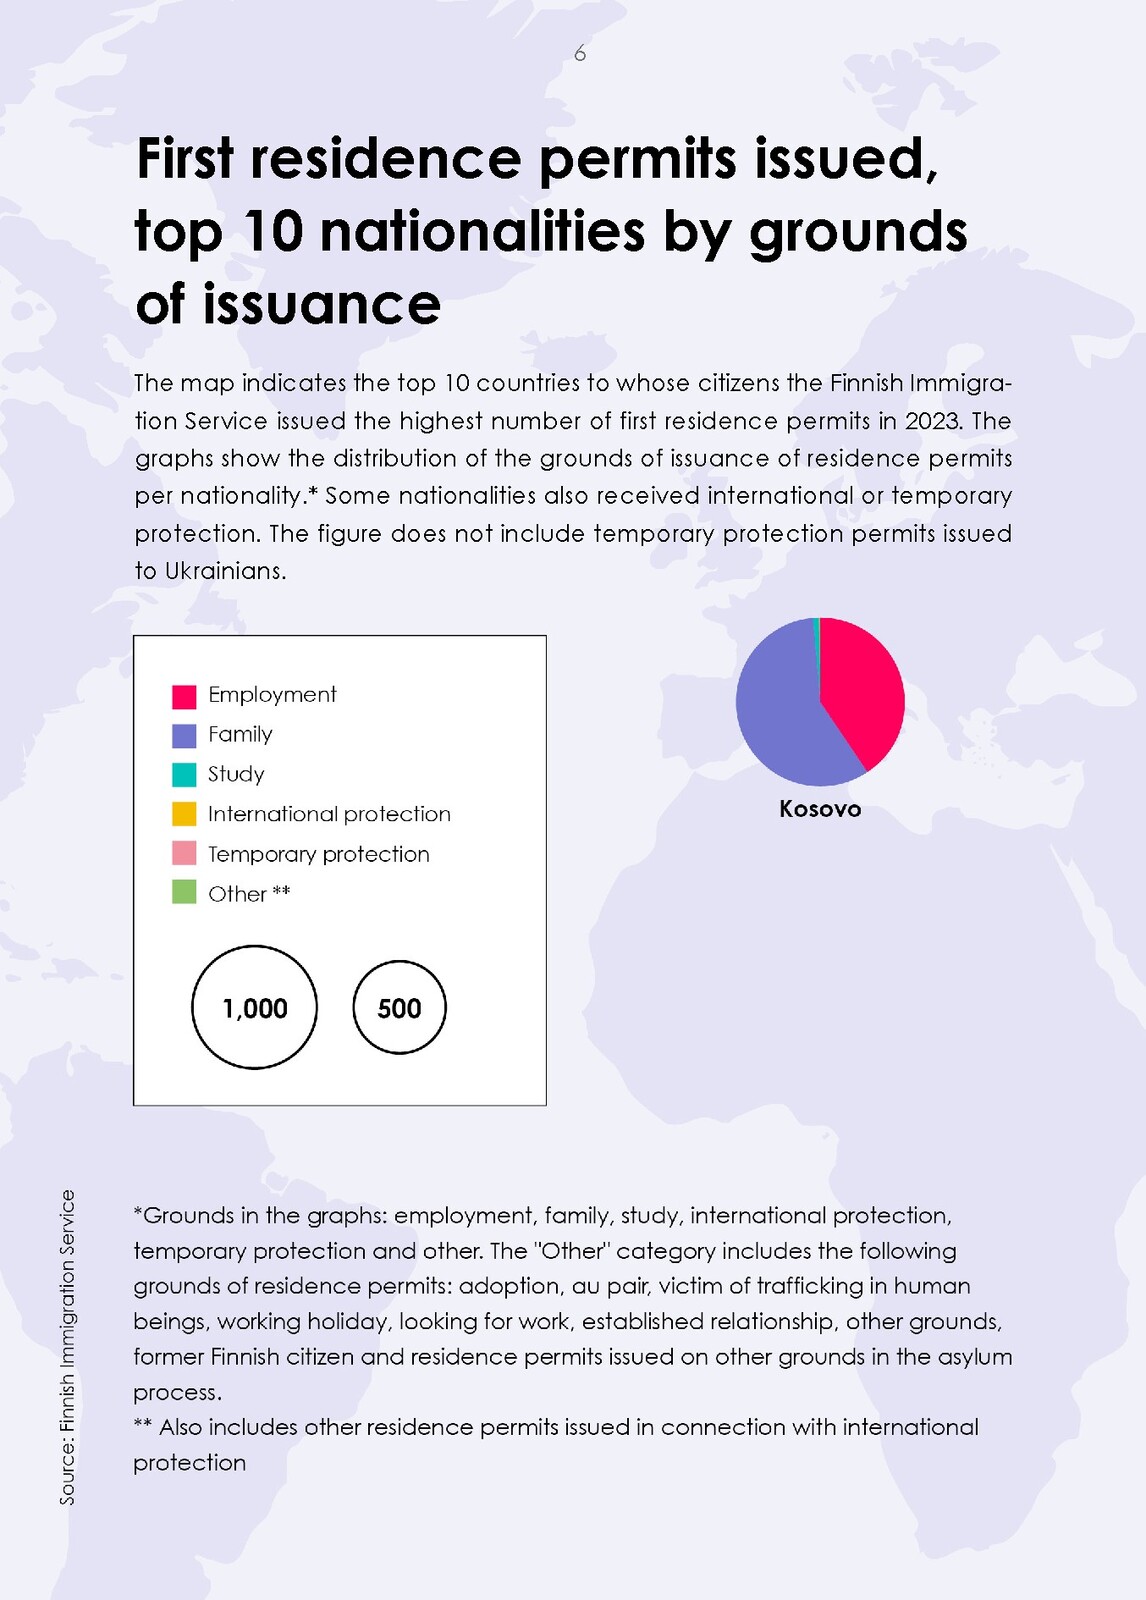 6
First residence permits issued,
top 10 nationalities by grounds
of issuance
The map indicates the top 10 countries to whose citizens the Finnish Immigra-
tion Service issued the highest number of first residence permits in 2023. The
graphs show the distribution of the grounds of issuance of residence permits
per nationality.* Some nationalities also received international or temporary
protection. The figure does not include temporary protection permits issued
to Ukrainians.
Employment
Family
Study
International protection
Temporary protection
Other **
1,000
500
Kosovo
*Grounds in the graphs: employment, family, study, international protection,
temporary protection and other. The "Other" category includes the following
grounds of residence permits: adoption, au pair, victim of trafficking in human
beings, working holiday, looking for work, established relationship, other grounds,
former Finnish citizen and residence permits issued on other grounds in the asylum
process.
** Also includes other residence permits issued in connection with international
protection
Source: Finnish Immigration Service